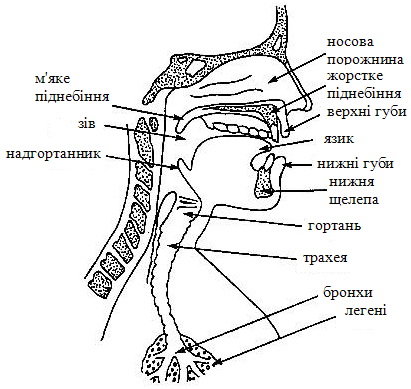 носова
порожнина
жорстке
піднебіння
верхні губи
язик
нижні губи
нижня
щелепа
гортань
трахея
бронхи
легені
м'яке
піднебіння
зів
надгортанник